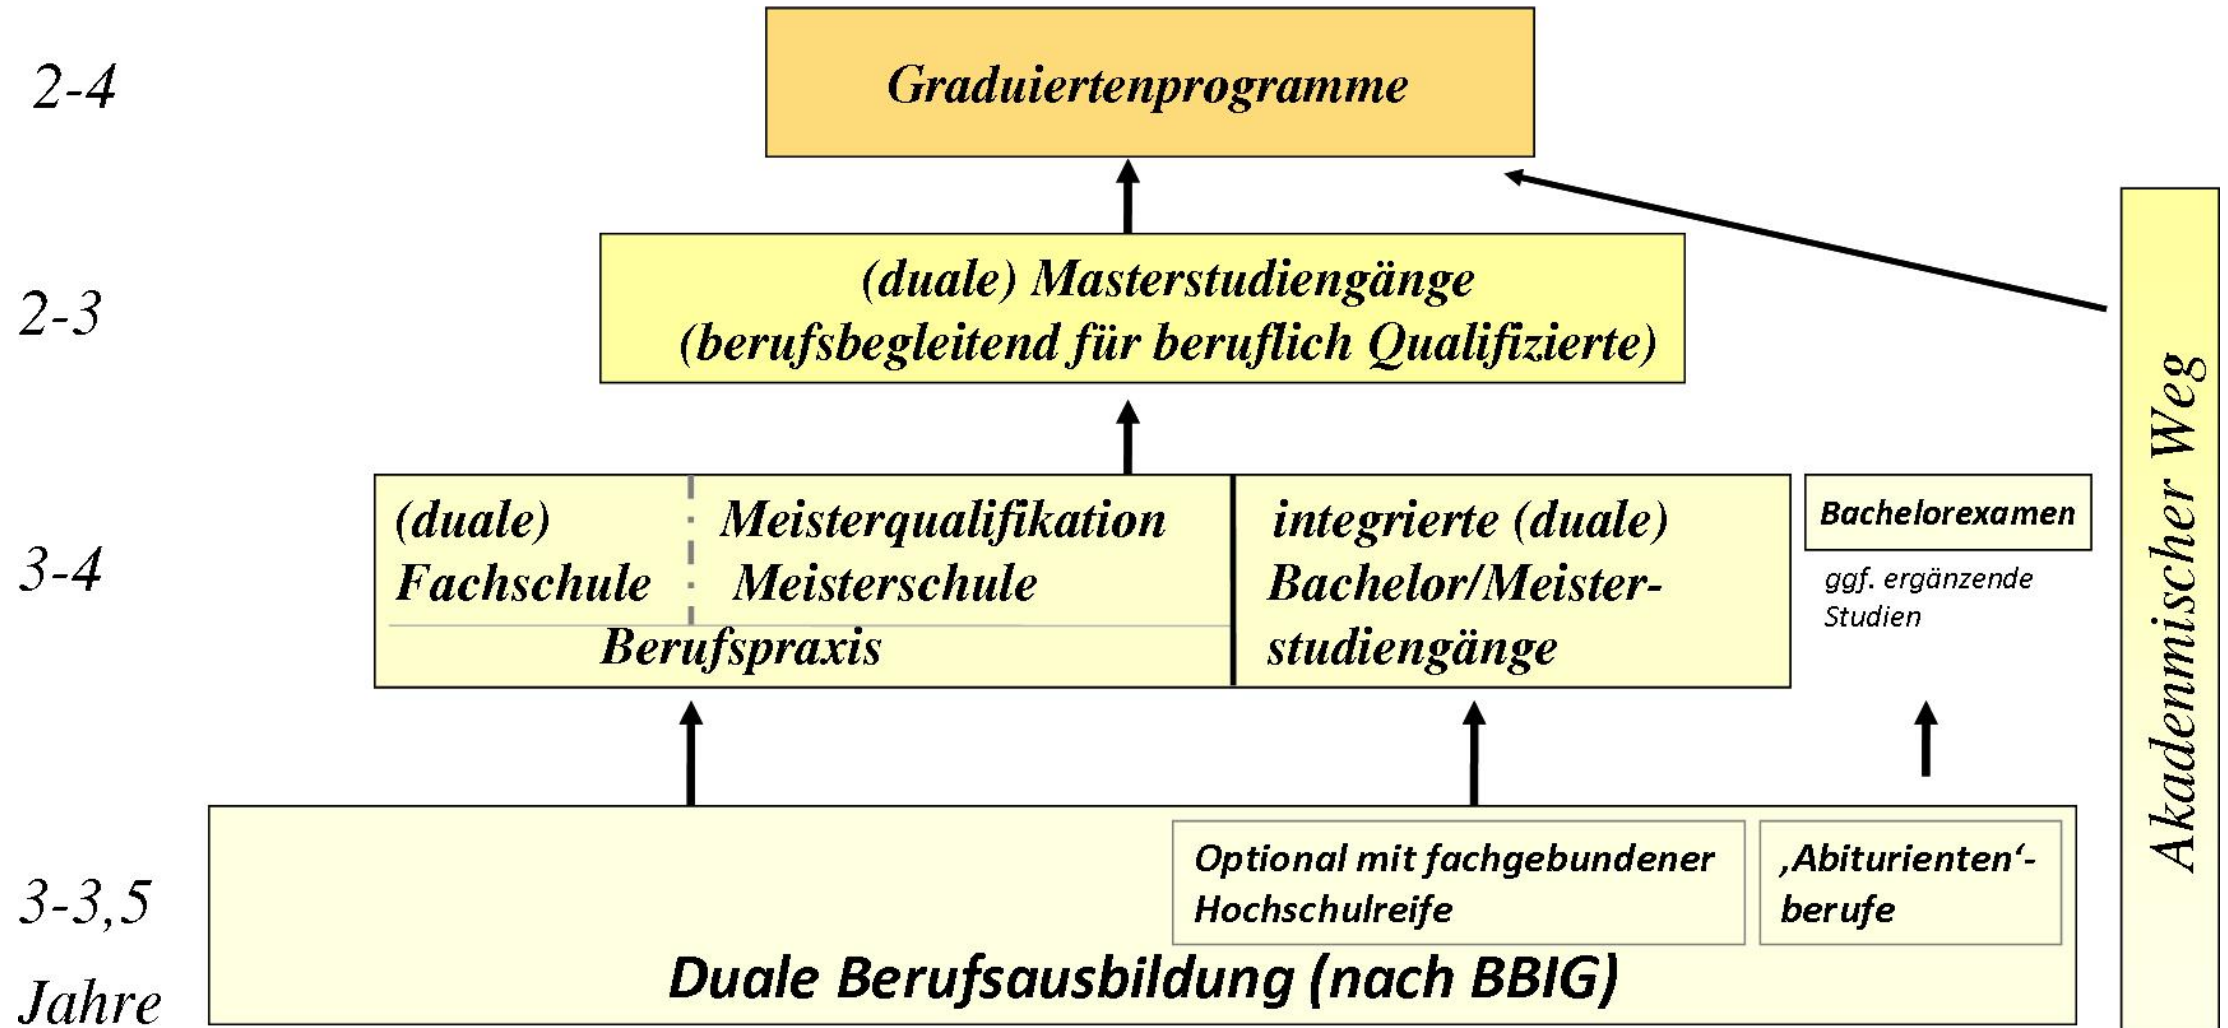 2-4
Graduiertenprogramme
2-3
(duale) Masterstudiengänge
(berufsbegleitend für beruflich Qualifizierte)
3-4
(duale)
Fachschule
Meisterqualifikation
Meisterschule
Berufspraxis
integrierte (duale)
Bachelor/Meister-
studiengänge
Bachelorexamen
ggf. ergänzende
Studien
3-3,5
Jahre
Optional mit fachgebundener
Hochschulreife
‚Abiturienten‘-
berufe
Duale Berufsausbildung (nach BBIG)
Akadenmischer Weg